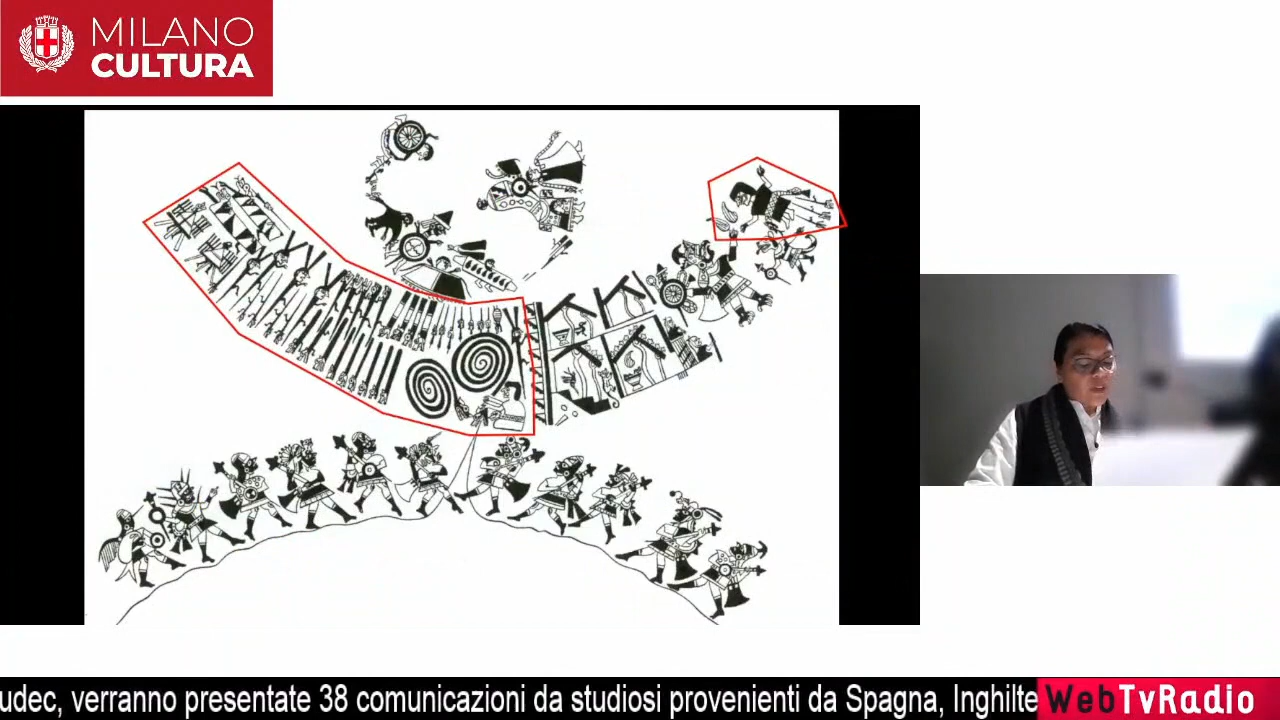 MILANO
CULTURA
udec, verranno presentate 38 comunicazioni da studiosi provenienti da Spagna, Inghilte
WebTvRadio